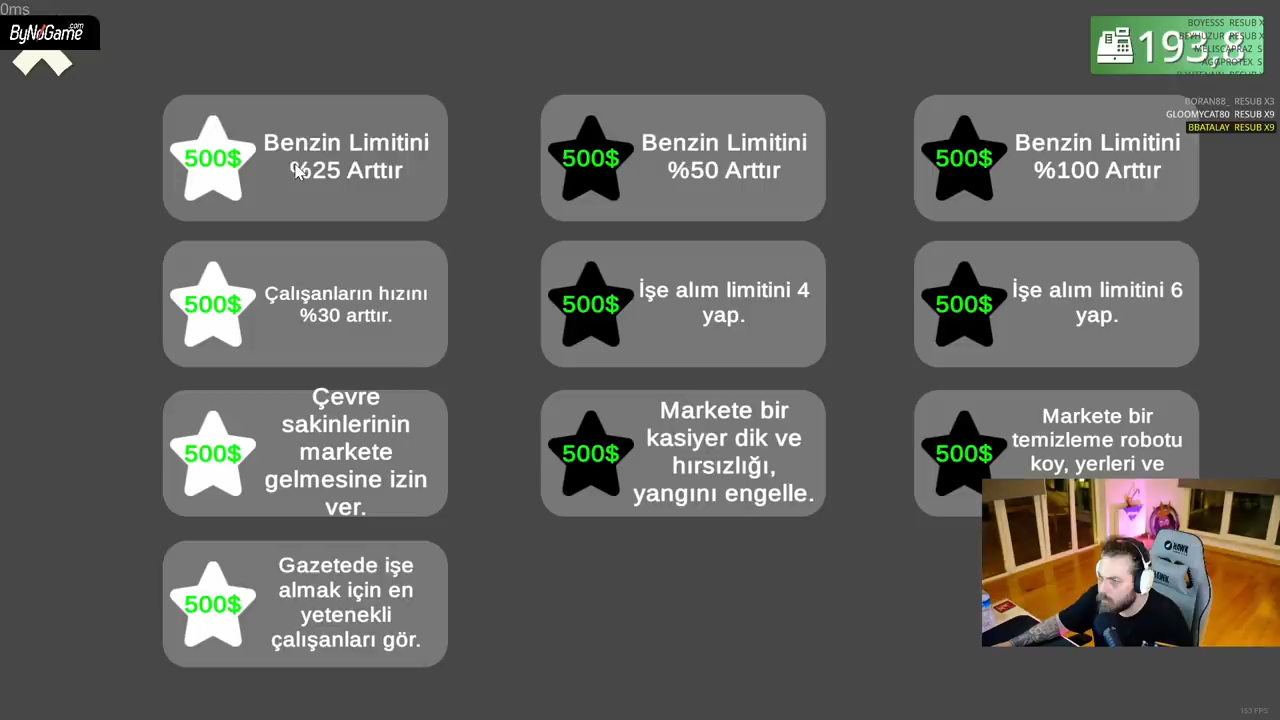 0ms
ByNoGame.com
BOYESSS RESUB X
193,8
BORAN88_ RESUB X3
GLOOMYCAT80 RESUB X9
BBATALAY RESUB X9
500$
Benzin Limitini
%25 Arttır
500$
Benzin Limitini
%50 Arttır
500$
Benzin Limitini
%100 Arttır
500$
Çalışanların hızını
%30 arttır.
500$
İşe alım limitini 4
yap.
500$
İşe alım limitini 6
yap.
500$
Çevre
sakinlerinin
markete
gelmesine izin
ver.
500$
Markete bir
kasiyer dik ve
hırsızlığı,
yangını engelle.
500$
Markete bir
temizleme robotu
koy, yerleri ve
500$
Gazetede işe
almak için en
yetenekli
çalışanları gör.
153 FPS